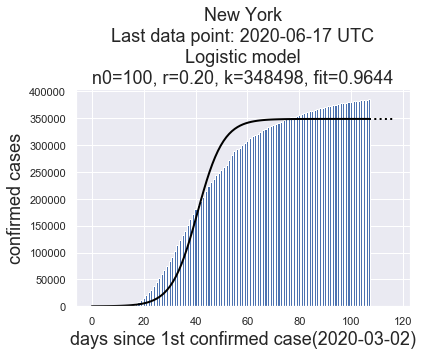 New York
Last data point: 2020-06-17 UTC
Logistic model
n0=100, r=0.20, k=348498, fit=0.9644
400000
350000
300000
250000
200000
150000
100000
50000
0
confirmed cases
0 20 40 60 80 100 120
days since 1st confirmed case(2020-03-02)